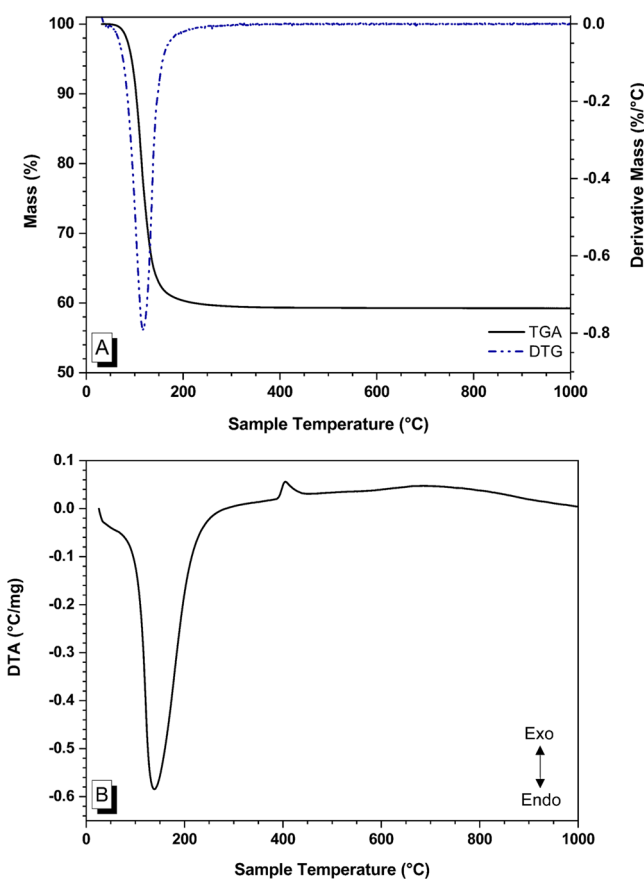 100
90
80
70
60
50
Mass (%)
0.0
-0.2
-0.4
-0.6
-0.8
Derivative Mass (%/°C)
TGA
DTG
A
0 200 400 600 800 1000
Sample Temperature (°C)
0.1
0.0
-0.1
-0.2
-0.3
-0.4
-0.5
-0.6
DTA (°C/mg)
Exo
Endo
B
0 200 400 600 800 1000
Sample Temperature (°C)